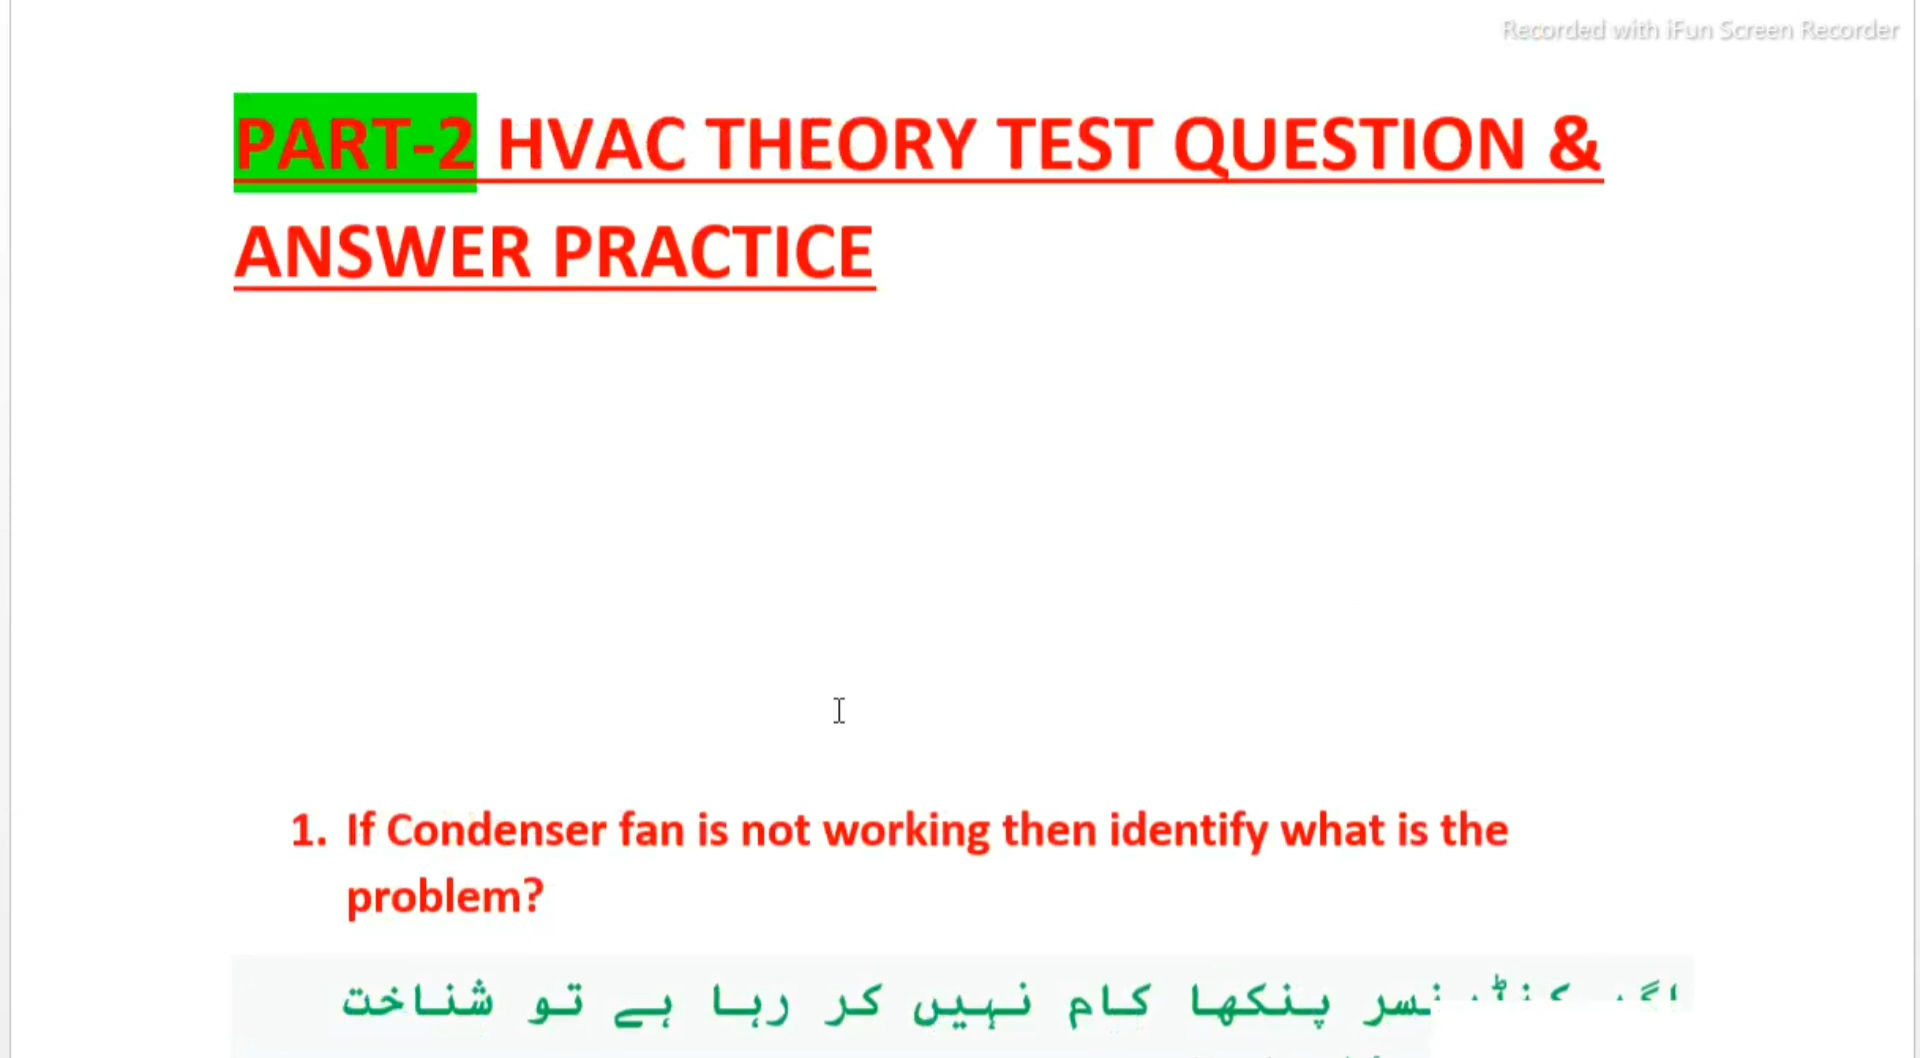 Recorded with iFun Screen Recorder
PART-2 HVAC THEORY TEST QUESTION &
ANSWER PRACTICE
1. If Condenser fan is not working then identify what is the
problem?
پنکھا کام نہیں کر رہا ہے تو شناخت